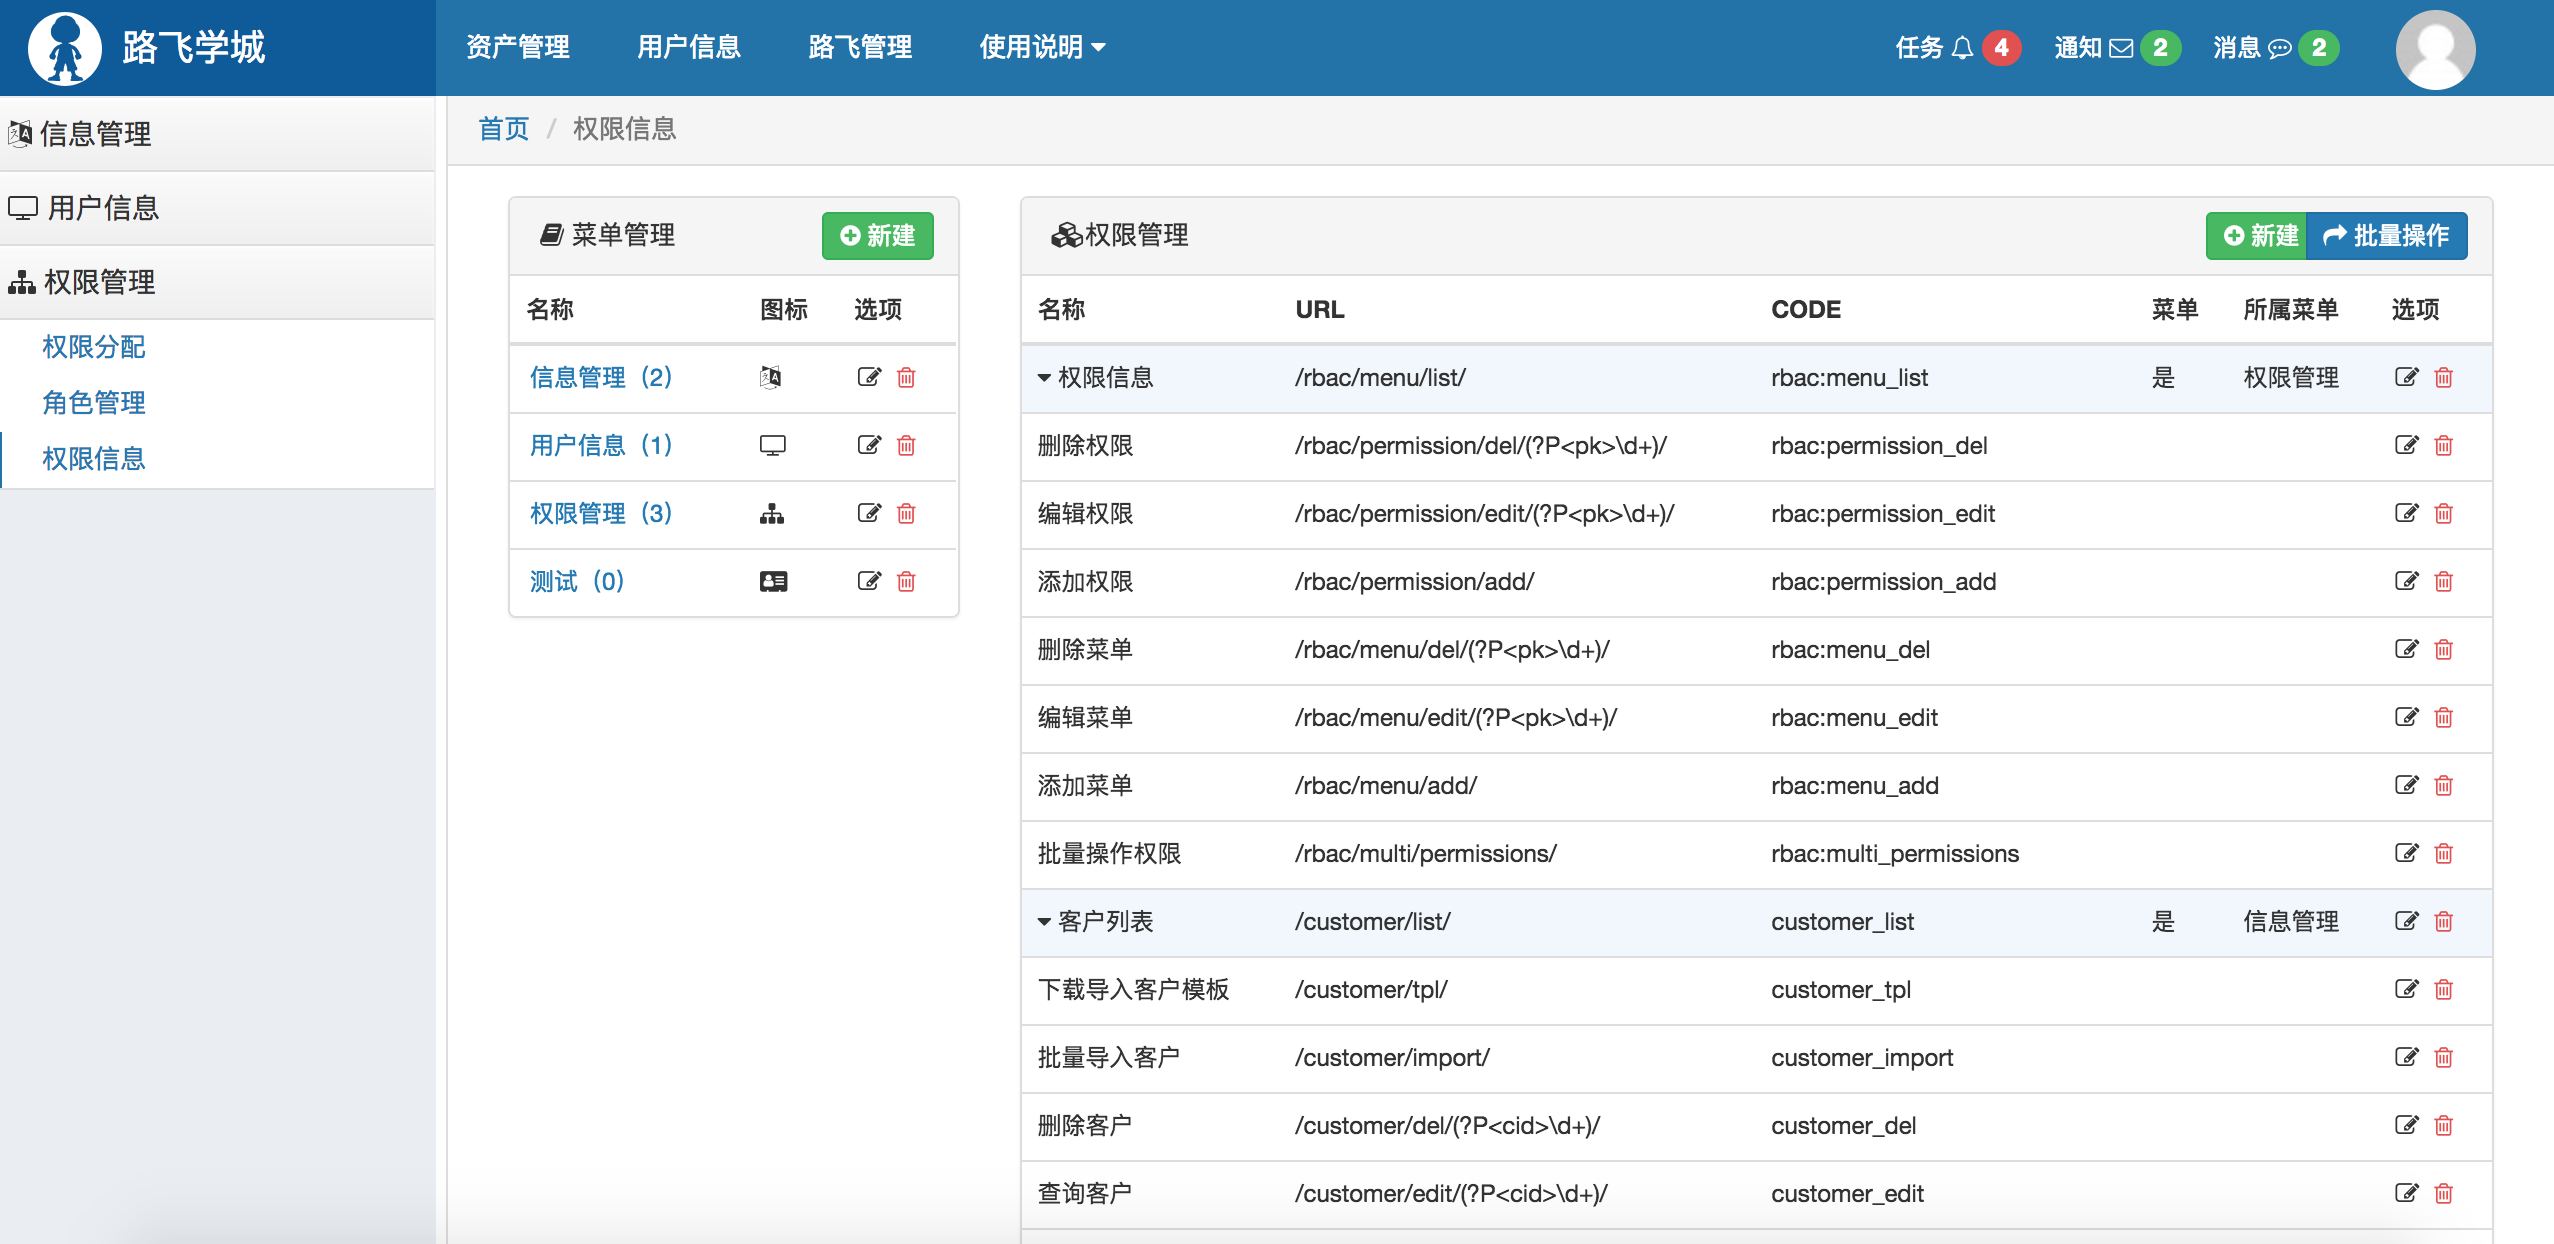 路飞学城
资产管理 用户信息 路飞管理 使用说明
任务 4 通知 2 消息 2
信息管理
用户信息
权限管理
权限分配
角色管理
权限信息
首页 / 权限信息
菜单管理 新建
名称 图标 选项
信息管理（2）
用户信息（1）
权限管理（3）
测试（0）
权限管理 新建 批量操作
名称 URL CODE 菜单 所属菜单 选项
权限信息 /rbac/menu/list/ rbac:menu_list 是 权限管理
删除权限 /rbac/permission/del/(?P<pk>\d+)/ rbac:permission_del
编辑权限 /rbac/permission/edit/(?P<pk>\d+)/ rbac:permission_edit
添加权限 /rbac/permission/add/ rbac:permission_add
删除菜单 /rbac/menu/del/(?P<pk>\d+)/ rbac:menu_del
编辑菜单 /rbac/menu/edit/(?P<pk>\d+)/ rbac:menu_edit
添加菜单 /rbac/menu/add/ rbac:menu_add
批量操作权限 /rbac/multi/permissions/ rbac:multi_permissions
客户列表 /customer/list/ customer_list 是 信息管理
下载导入客户模板 /customer/tpl/ customer_tpl
批量导入客户 /customer/import/ customer_import
删除客户 /customer/del/(?P<cid>\d+)/ customer_del
查询客户 /customer/edit/(?P<cid>\d+)/ customer_edit